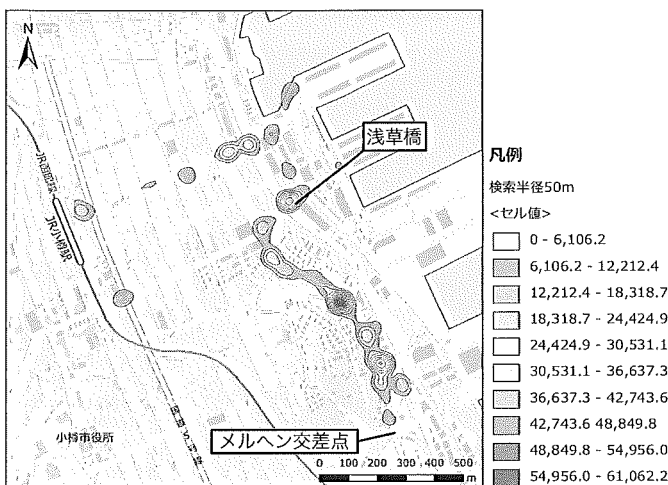 N
浅草橋
JR函館線
JR小樽駅
小樽市役所
メルヘン交差点
0 100 200 300 400 500
m
凡例
検索半径50m
<セル値>
0 - 6,106.2
6,106.2 - 12,212.4
12,212.4 - 18,318.7
18,318.7 - 24,424.9
24,424.9 - 30,531.1
30,531.1 - 36,637.3
36,637.3 - 42,743.6
42,743.6 48,849.8
48,849.8 - 54,956.0
54,956.0 - 61,062.2